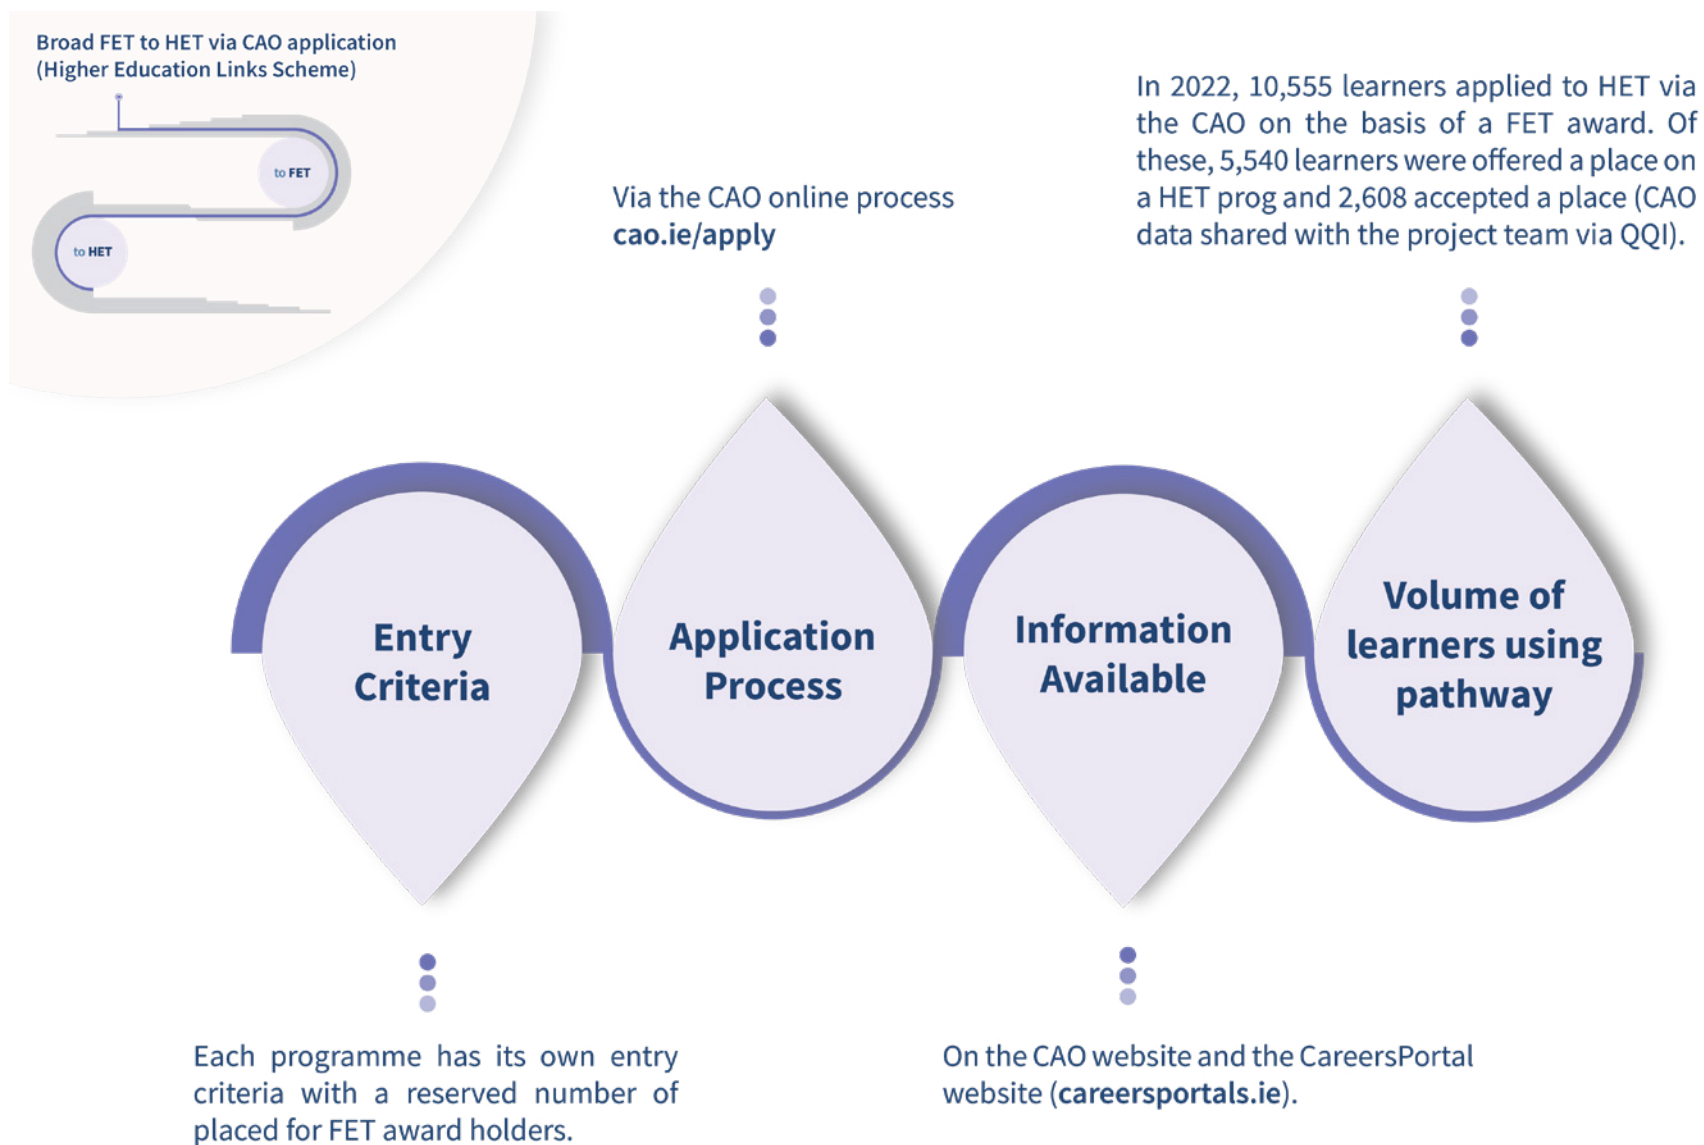 Broad FET to HET via CAO application
(Higher Education Links Scheme)
to FET
to HET
Via the CAO online process
cao.ie/apply
In 2022, 10,555 learners applied to HET via
the CAO on the basis of a FET award. Of
these, 5,540 learners were offered a place on
a HET prog and 2,608 accepted a place (CAO
data shared with the project team via QQI).
Entry
Criteria
Application
Process
Information
Available
Volume of
learners using
pathway
Each programme has its own entry
criteria with a reserved number of
placed for FET award holders.
On the CAO website and the CareersPortal
website (careersportals.ie).